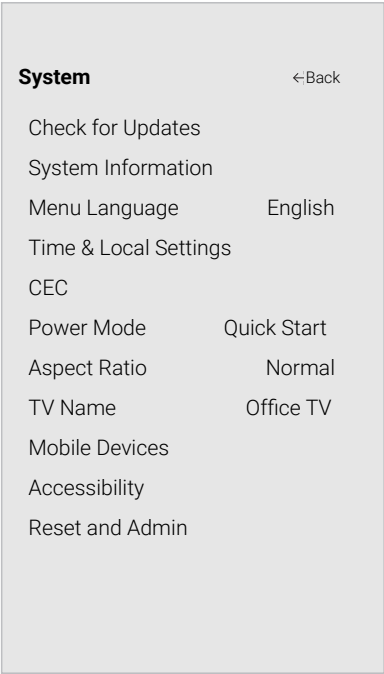 System ←Back
Check for Updates
System Information
Menu Language English
Time & Local Settings
CEC
Power Mode Quick Start
Aspect Ratio Normal
TV Name Office TV
Mobile Devices
Accessibility
Reset and Admin